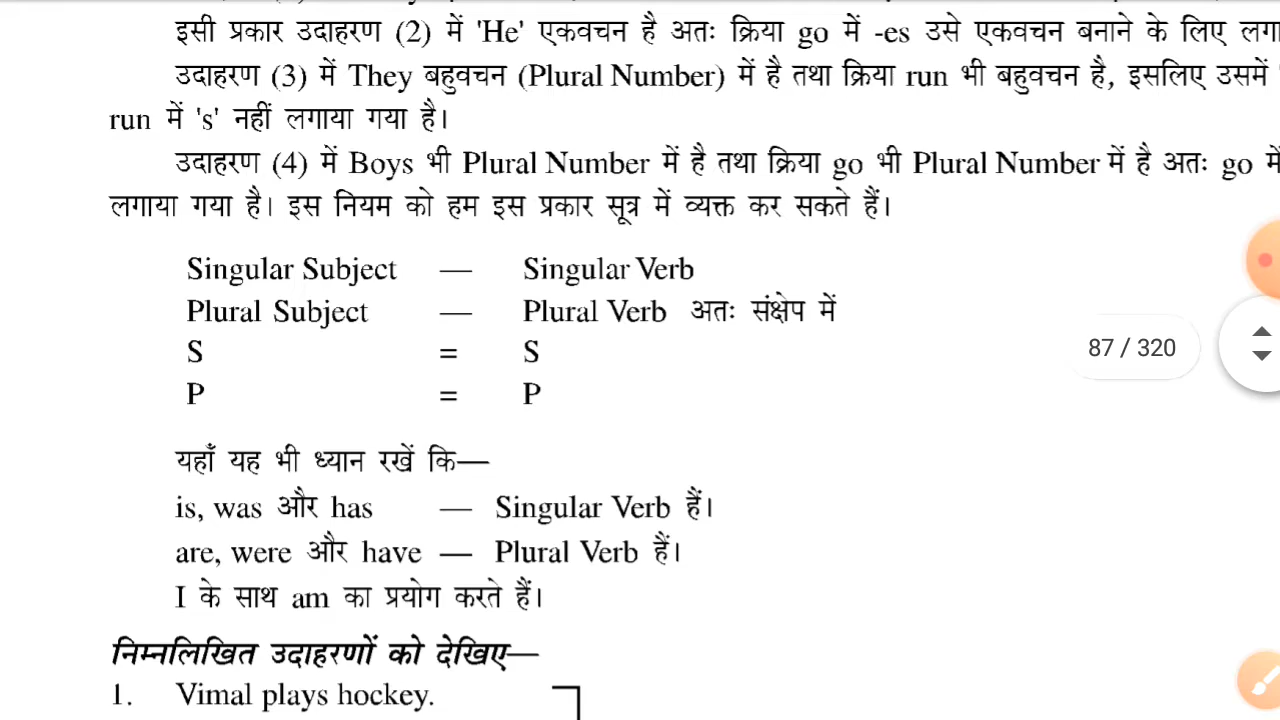 इसी प्रकार उदाहरण (2) में 'He' एकवचन है अतः क्रिया go में -es उसे एकवचन बनाने के लिए लगा
उदाहरण (3) में They बहुवचन (Plural Number) में है तथा क्रिया run भी बहुवचन है, इसलिए उसमें
run में 's' नहीं लगाया गया है।
उदाहरण (4) में Boys भी Plural Number में है तथा क्रिया go भी Plural Number में है अतः go में
लगाया गया है। इस नियम को हम इस प्रकार सूत्र में व्यक्त कर सकते हैं।
Singular Subject — Singular Verb
Plural Subject — Plural Verb अतः संक्षेप में
87 / 320
S = S
P = P
यहाँ यह भी ध्यान रखें कि—
is, was और has — Singular Verb हैं।
are, were और have — Plural Verb हैं।
I के साथ am का प्रयोग करते हैं।
निम्नलिखित उदाहरणों को देखिए—
1. Vimal plays hockey.